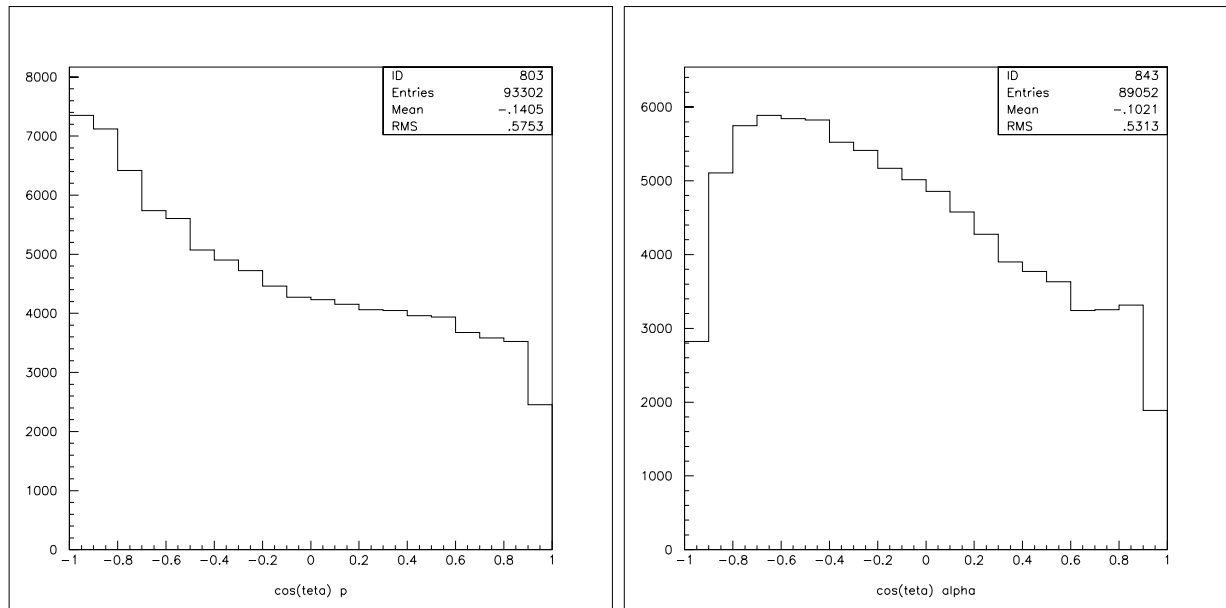 ID 803
Entries 93302
Mean -.1405
RMS .5753
8000
7000
6000
5000
4000
3000
2000
1000
0
-1 -0.8 -0.6 -0.4 -0.2 0 0.2 0.4 0.6 0.8 1
cos(teta) p
ID 843
Entries 89052
Mean -.1021
RMS .5313
6000
5000
4000
3000
2000
1000
0
-1 -0.8 -0.6 -0.4 -0.2 0 0.2 0.4 0.6 0.8 1
cos(teta) alpha